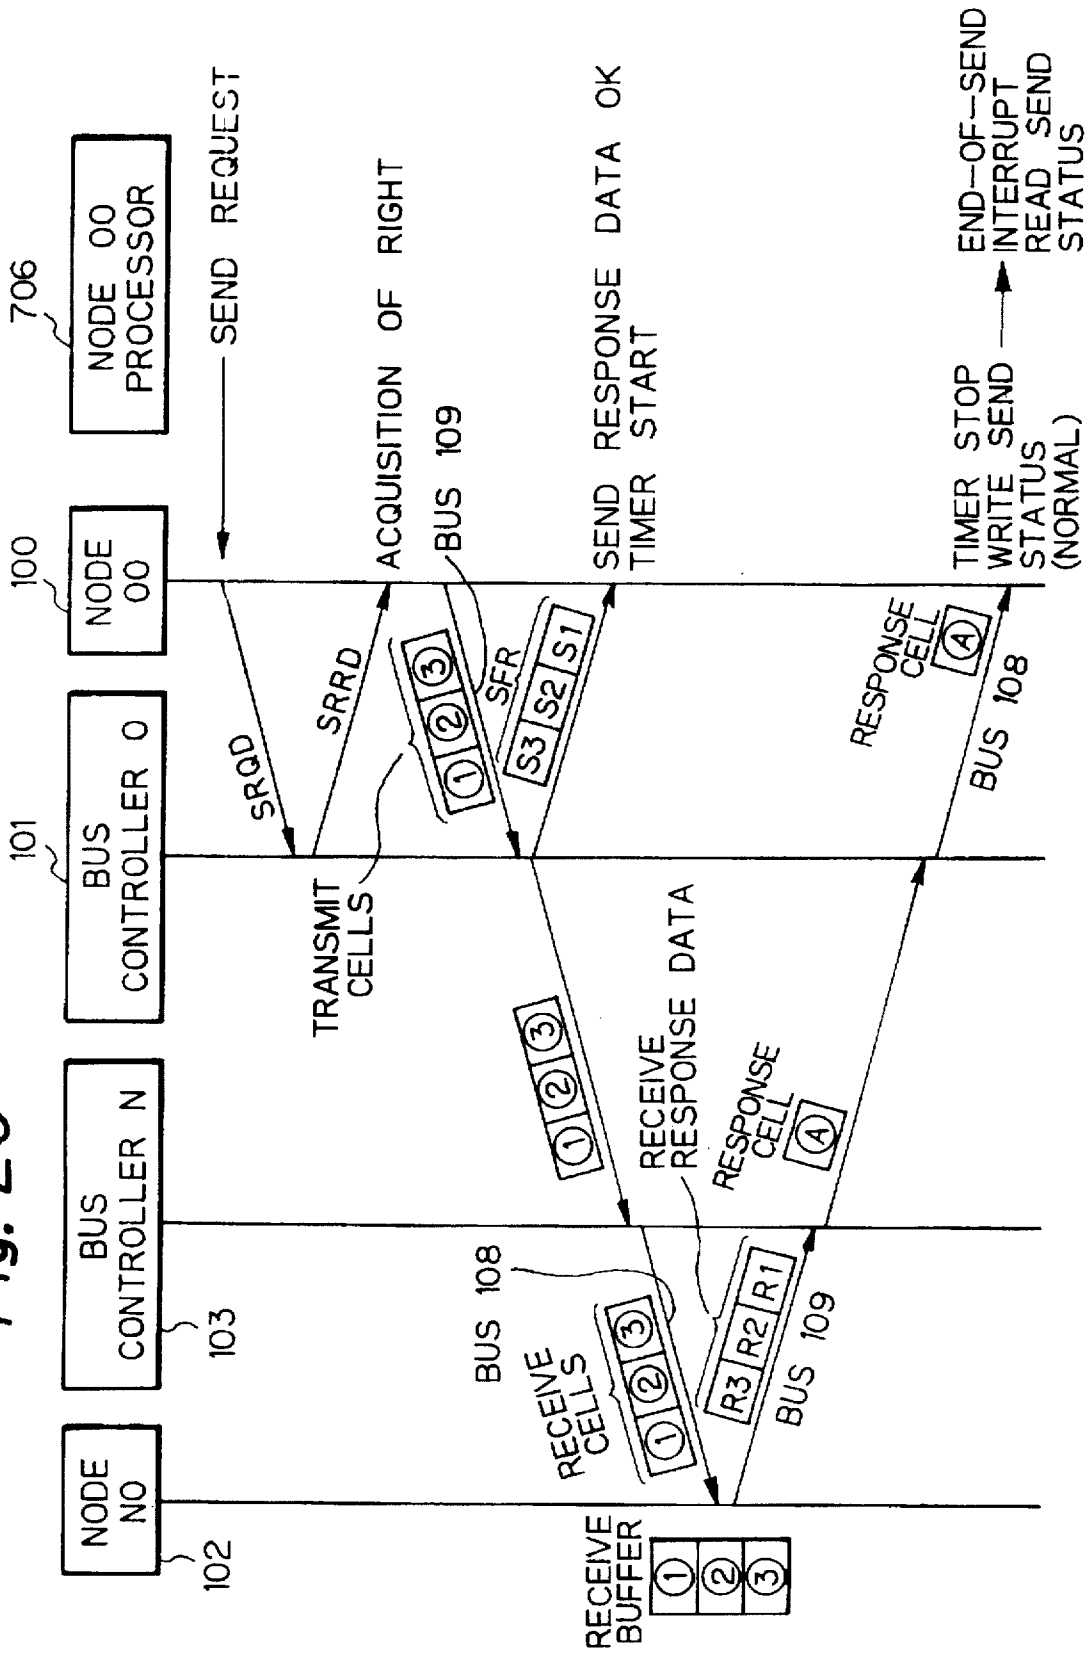 Fig. 20
NODE
NO
102
BUS
CONTROLLER N
103
BUS
CONTROLLER 0
101
NODE
00
100
NODE 00
PROCESSOR
706
SEND REQUEST
SRQD
SRRD
ACQUISITION OF RIGHT
TRANSMIT
CELLS
① ② ③
BUS 109
SFR
S3 S2 S1
SEND RESPONSE DATA OK
TIMER START
① ② ③
BUS 108
RECEIVE
CELLS
① ② ③
RECEIVE
BUFFER
①
②
③
RECEIVE
RESPONSE DATA
R3 R2 R1
BUS 109
RESPONSE
CELL
Ⓐ
RESPONSE
CELL
Ⓐ
BUS 108
TIMER STOP
WRITE SEND
STATUS
(NORMAL)
END-OF-SEND
INTERRUPT
READ SEND
STATUS